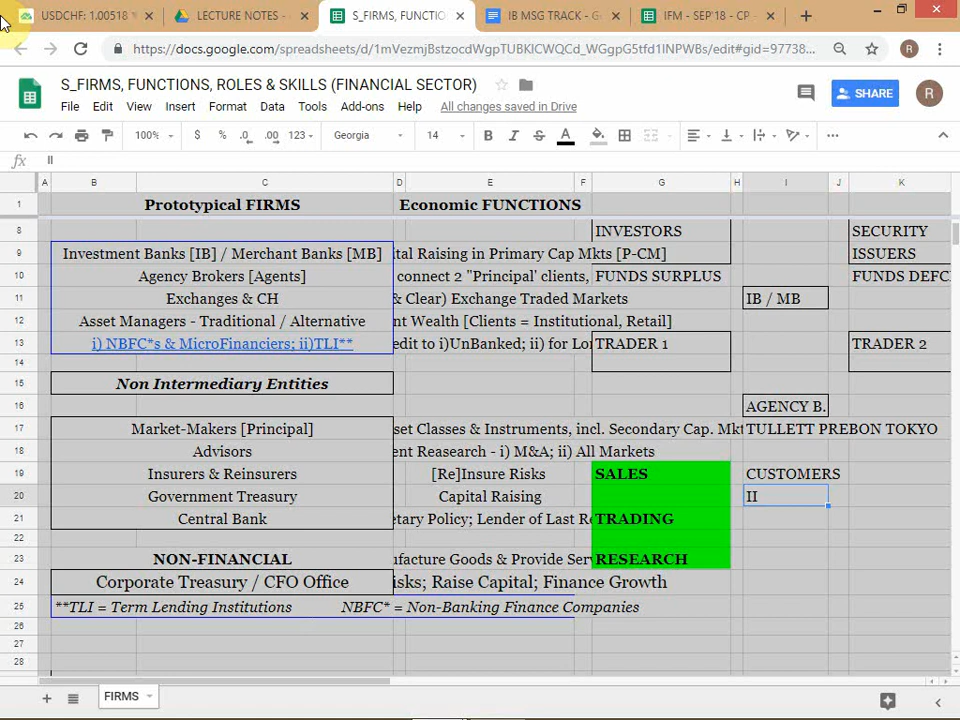 USDCHF: 1.00518
LECTURE NOTES -
S_FIRMS, FUNCTIO
IB MSG TRACK - G
IFM - SEP'18 - CP -
https://docs.google.com/spreadsheets/d/1mVezmjBstzocdWgpTUBKlCWQCd_WGgpG5tfd1INPWBs/edit#gid=97738...
R
S_FIRMS, FUNCTIONS, ROLES & SKILLS (FINANCIAL SECTOR)
SHARE
R
File Edit View Insert Format Data Tools Add-ons Help All changes saved in Drive
100% $ % .0 .00 123 Georgia 14 B I S A
fx II
A B C D E F G H I J K
1 Prototypical FIRMS Economic FUNCTIONS
8 INVESTORS SECURITY
9 Investment Banks [IB] / Merchant Banks [MB] ital Raising in Primary Cap Mkts [P-CM] ISSUERS
10 Agency Brokers [Agents] connect 2 "Principal' clients, FUNDS SURPLUS FUNDS DEFC
11 Exchanges & CH & Clear) Exchange Traded Markets IB / MB
12 Asset Managers - Traditional / Alternative nt Wealth [Clients = Institutional, Retail]
13 i) NBFC*s & MicroFinanciers; ii)TLI** edit to i)UnBanked; ii) for Lon TRADER 1 TRADER 2
14
15 Non Intermediary Entities
16 AGENCY B.
17 Market-Makers [Principal] set Classes & Instruments, incl. Secondary Cap. Mkt TULLETT PREBON TOKYO
18 Advisors ent Reasearch - i) M&A; ii) All Markets
19 Insurers & Reinsurers [Re]Insure Risks SALES CUSTOMERS
20 Government Treasury Capital Raising II
21 Central Bank etary Policy; Lender of Last Re TRADING
22
23 NON-FINANCIAL nufacture Goods & Provide Serv RESEARCH
24 Corporate Treasury / CFO Office isks; Raise Capital; Finance Growth
25 **TLI = Term Lending Institutions NBFC* = Non-Banking Finance Companies
26
27
28
FIRMS